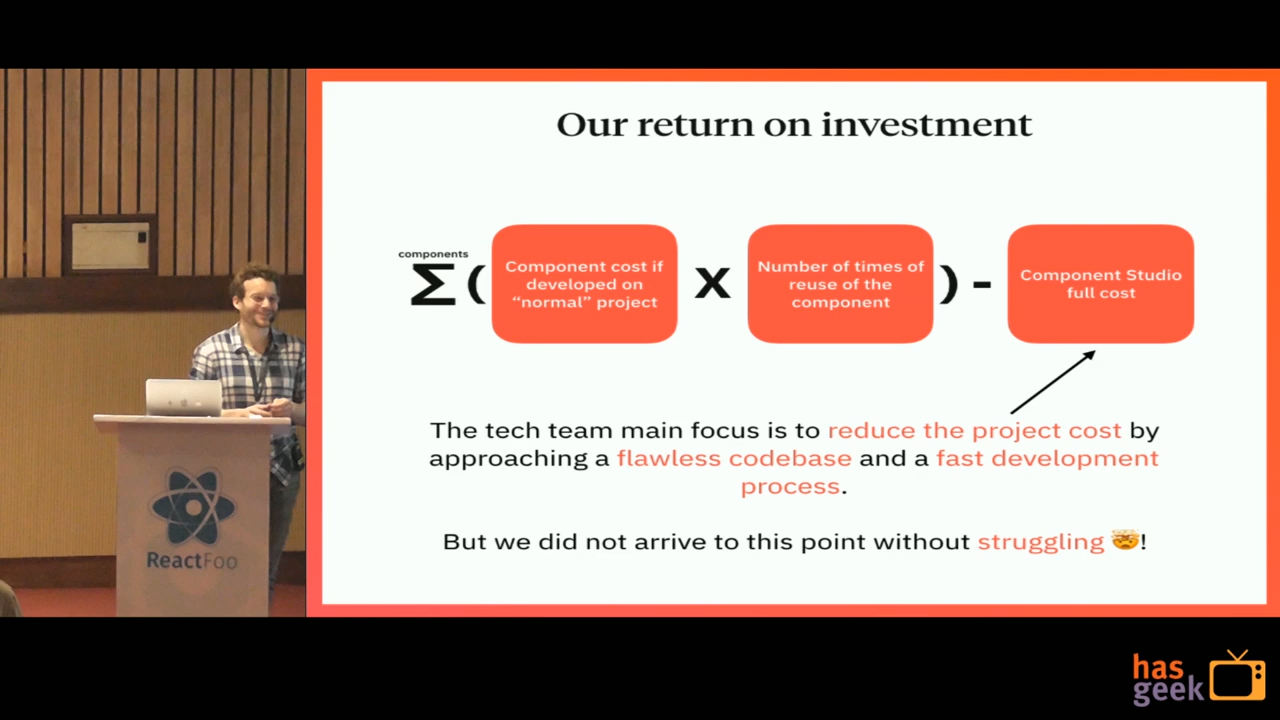 Our return on investment
components
Σ(
Component cost if
developed on
“normal” project
X
Number of times of
reuse of the
component
) -
Component Studio
full cost
The tech team main focus is to reduce the project cost by
approaching a flawless codebase and a fast development
process.
But we did not arrive to this point without struggling 🤯!
ReactFoo
has
geek